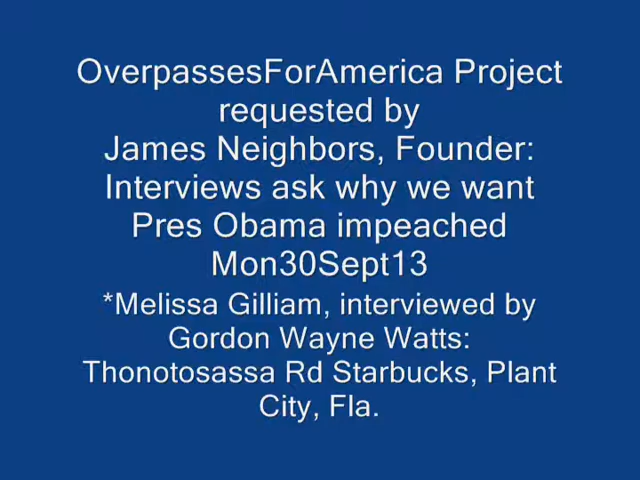 OverpassesForAmerica Project
requested by
James Neighbors, Founder:
Interviews ask why we want
Pres Obama impeached
Mon30Sept13
*Melissa Gilliam, interviewed by
Gordon Wayne Watts:
Thonotosassa Rd Starbucks, Plant
City, Fla.